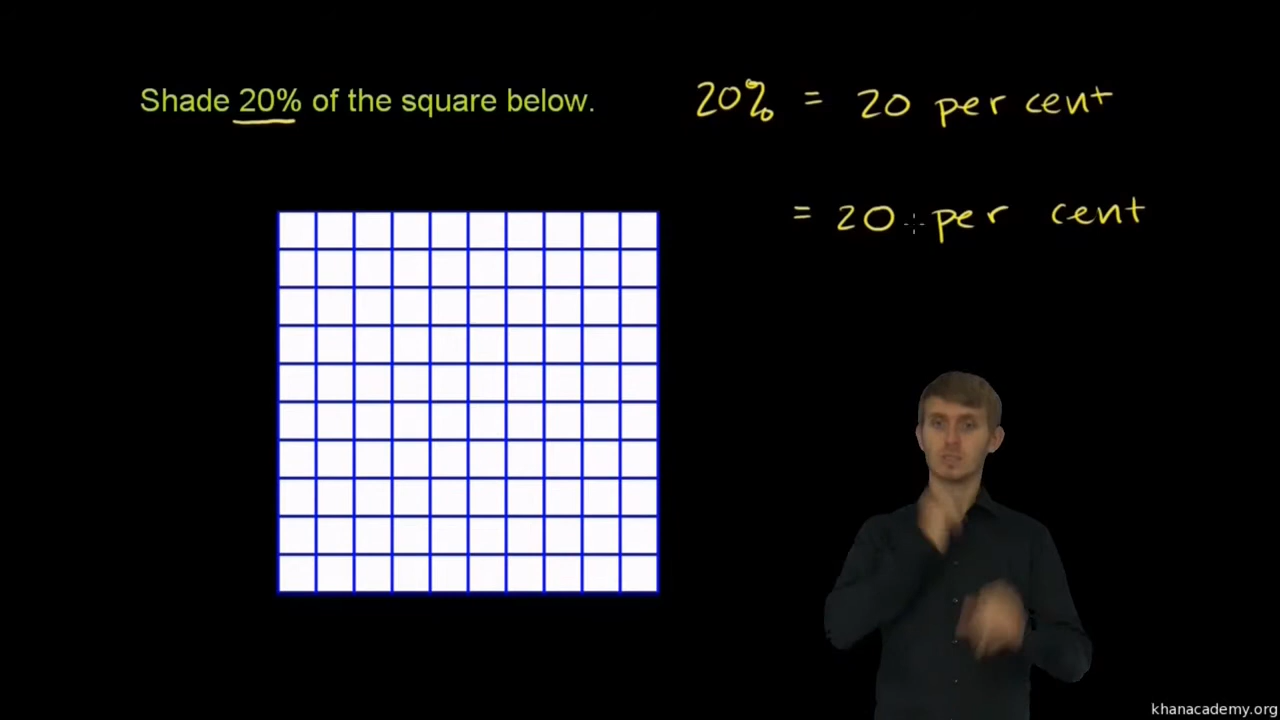 Shade 20% of the square below.
20% = 20 per cent
= 20 per cent
khanacademy.org